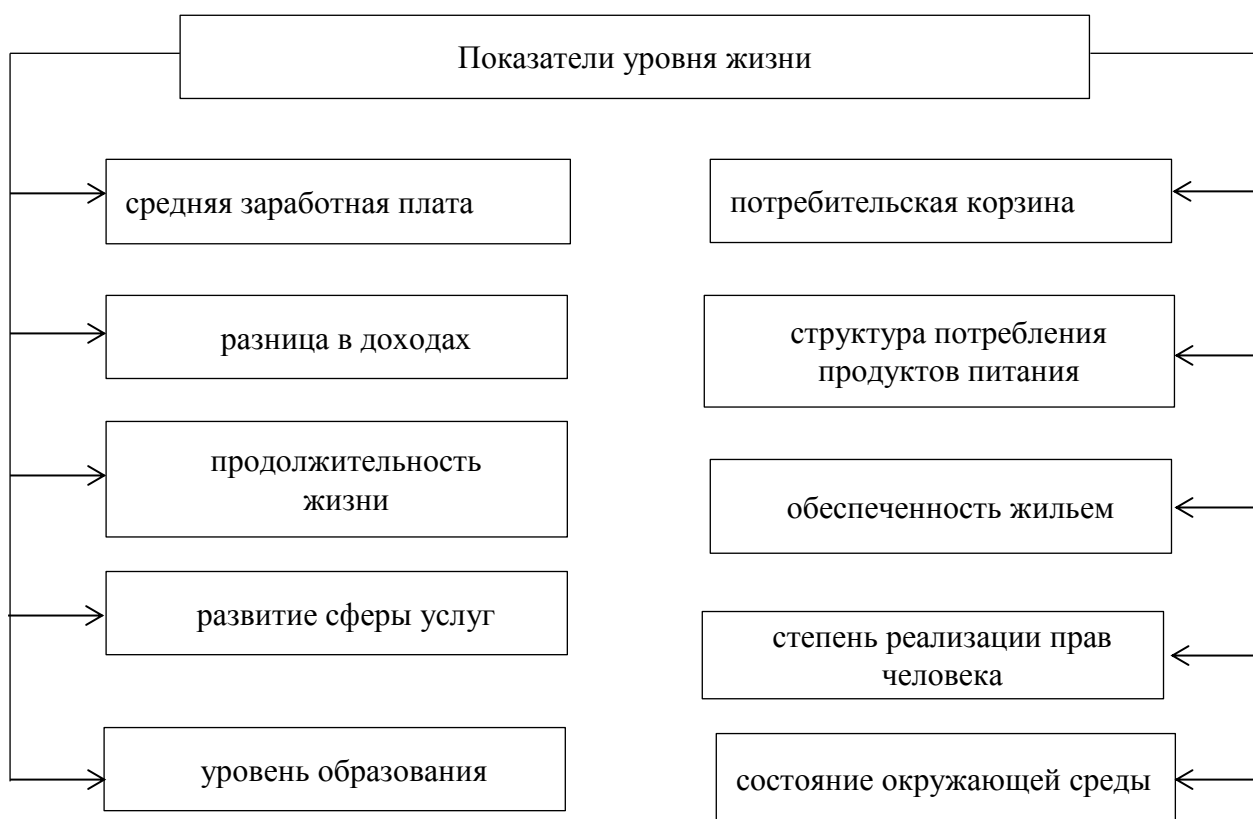 Показатели уровня жизни
средняя заработная плата
потребительская корзина
разница в доходах
структура потребления
продуктов питания
продолжительность
жизни
обеспеченность жильем
развитие сферы услуг
степень реализации прав
человека
уровень образования
состояние окружающей среды